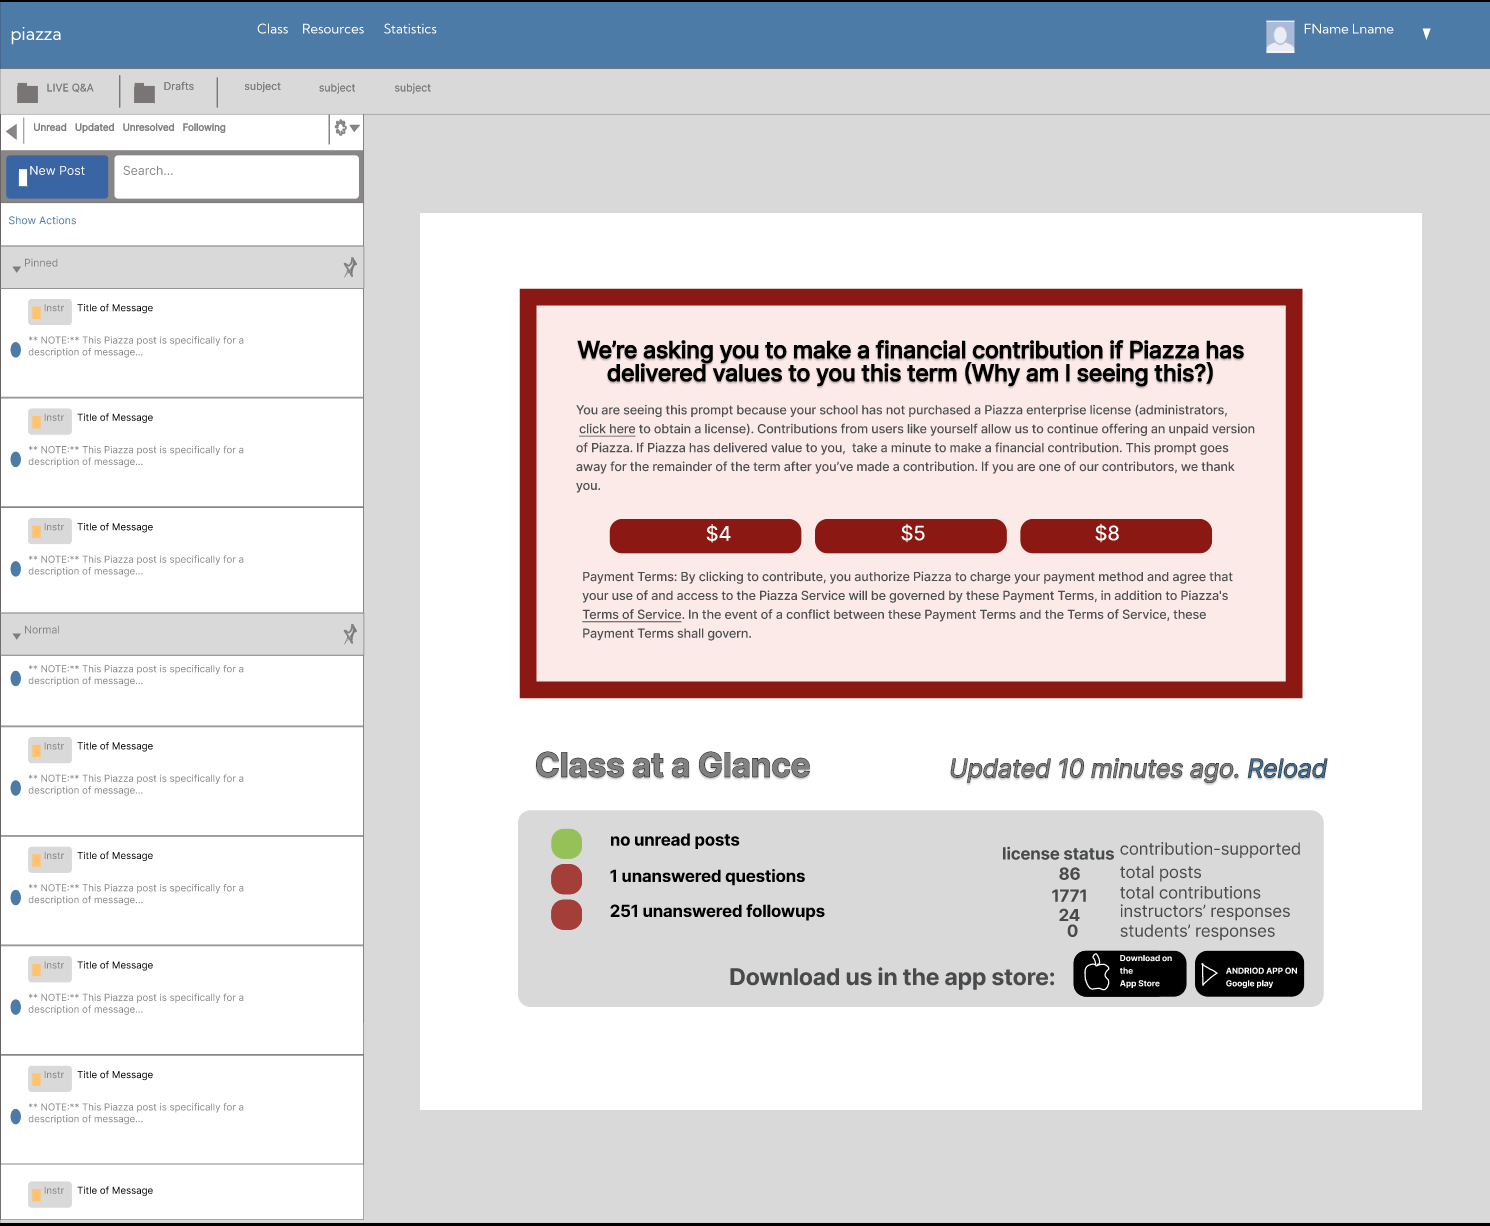 piazza
Class Resources Statistics
FName Lname
LIVE Q&A
Drafts
subject
subject
subject
Unread Updated Unresolved Following
New Post
Search...
Show Actions
Pinned
Instr Title of Message
** NOTE:** This Piazza post is specifically for a
description of message...
Instr Title of Message
** NOTE:** This Piazza post is specifically for a
description of message...
Instr Title of Message
** NOTE:** This Piazza post is specifically for a
description of message...
Normal
** NOTE:** This Piazza post is specifically for a
description of message...
Instr Title of Message
** NOTE:** This Piazza post is specifically for a
description of message...
Instr Title of Message
** NOTE:** This Piazza post is specifically for a
description of message...
Instr Title of Message
** NOTE:** This Piazza post is specifically for a
description of message...
Instr Title of Message
** NOTE:** This Piazza post is specifically for a
description of message...
Instr Title of Message
We're asking you to make a financial contribution if Piazza has
delivered values to you this term (Why am I seeing this?)
You are seeing this prompt because your school has not purchased a Piazza enterprise license (administrators,
click here to obtain a license). Contributions from users like yourself allow us to continue offering an unpaid version
of Piazza. If Piazza has delivered value to you, take a minute to make a financial contribution. This prompt goes
away for the remainder of the term after you've made a contribution. If you are one of our contributors, we thank
you.
$4
$5
$8
Payment Terms: By clicking to contribute, you authorize Piazza to charge your payment method and agree that
your use of and access to the Piazza Service will be governed by these Payment Terms, in addition to Piazza's
Terms of Service. In the event of a conflict between these Payment Terms and the Terms of Service, these
Payment Terms shall govern.
Class at a Glance
Updated 10 minutes ago. Reload
no unread posts
1 unanswered questions
251 unanswered followups
license status contribution-supported
86 total posts
1771 total contributions
24 instructors' responses
0 students' responses
Download us in the app store:
Download on
the
App Store
ANDRIOD APP ON
Google play